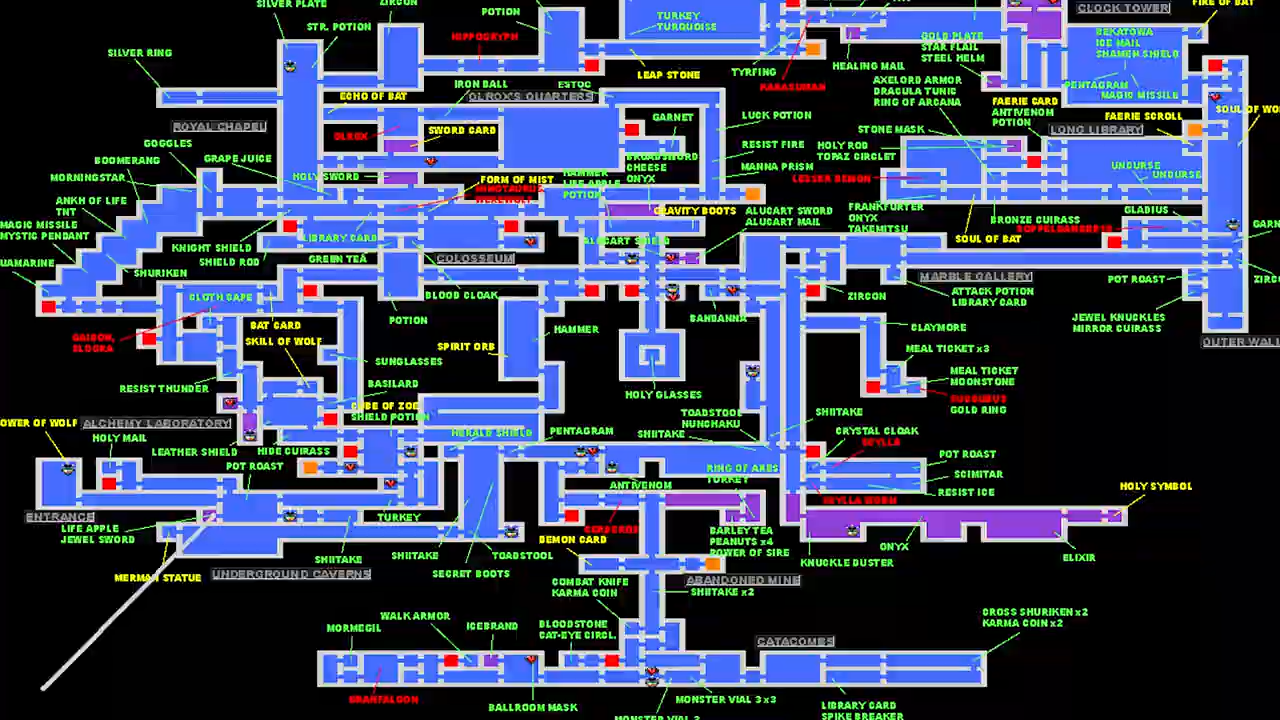 SILVER PLATE
ZIRCON
STR. POTION
POTION
SILVER RING
HIPPOGRYPH
TURKEY
TURQUOISE
LEAP STONE
TYRFING
KARASUMAN
HEALING MAIL
CLOCK TOWER
FIRE OF BAT
GOLD PLATE
STAR FLAIL
STEEL HELM
BEKATOWA
ICE MAIL
SHAMEN SHIELD
AXELORD ARMOR
DRACULA TUNIC
RING OF ARCANA
PENTAGRAM
MAGIC MISSILE
FAERIE CARD
ANTIVENOM
POTION
FAERIE SCROLL
ECHO OF BAT
IRON BALL
OLROX'S QUARTERS
ESTOC
ROYAL CHAPEL
OLROX
SWORD CARD
GARNET
LUCK POTION
STONE MASK
LONG LIBRARY
GOGGLES
BOOMERANG
GRAPE JUICE
MORNINGSTAR
HOLY SWORD
FORM OF MIST
MINOTAURUS
WEREWOLF
HAMMER
LIFE APPLE
POTION
BROADSWORD
CHEESE
ONYX
RESIST FIRE
MANNA PRISM
HOLY ROD
TOPAZ CIRCLET
LESSER DEMON
UNDURSE
UNDURSE
ANKH OF LIFE
TNT
MAGIC MISSILE
MYSTIC PENDANT
KNIGHT SHIELD
SHIELD ROD
LIBRARY CARD
GREEN TEA
COLOSSEUM
GRAVITY BOOTS
ALUCART SWORD
ALUCART MAIL
ALUCART SHIELD
FRANKFURTER
ONYX
TAKEMITSU
SOUL OF BAT
BRONZE CUIRASS
GLADIUS
SHURIKEN
CLOTH CAPE
BLOOD CLOAK
POTION
BANDANNA
ZIRCON
MARBLE GALLERY
ATTACK POTION
LIBRARY CARD
POT ROAST
JEWEL KNUCKLES
MIRROR CUIRASS
OUTER WALL
GAIBON,
SLOGRA
BAT CARD
SKILL OF WOLF
SUNGLASSES
SPIRIT ORB
HAMMER
CLAYMORE
MEAL TICKET x3
MEAL TICKET
MOONSTONE
SUCCUBUS
GOLD RING
RESIST THUNDER
BASILARD
CUBE OF ZOE
SHIELD POTION
HOLY GLASSES
TOADSTOOL
NUNCHAKU
SHIITAKE
SHIITAKE
ALCHEMY LABORATORY
HOLY MAIL
LEATHER SHIELD
HIDE CUIRASS
HERALD SHIELD
PENTAGRAM
CRYSTAL CLOAK
SCYLLA
POT ROAST
POT ROAST
SCIMITAR
RESIST ICE
SCYLLA WORM
RING OF ARES
TURKEY
ANTIVENOM
HOLY SYMBOL
ENTRANCE
LIFE APPLE
JEWEL SWORD
TURKEY
CERBEROS
DEMON CARD
BARLEY TEA
PEANUTS x4
POWER OF SIRE
KNUCKLE DUSTER
ONYX
ELIXIR
SHIITAKE
SHIITAKE
TOADSTOOL
SECRET BOOTS
MERMAN STATUE
UNDERGROUND CAVERNS
COMBAT KNIFE
KARMA COIN
ABANDONED MINE
SHIITAKE x2
WALK ARMOR
MORMEGIL
ICEBRAND
BLOODSTONE
CAT-EYE CIRCL.
CATACOMBS
CROSS SHURIKEN x2
KARMA COIN x2
GRANFALOON
BALLROOM MASK
MONSTER VIAL 3 x3
LIBRARY CARD
SPIKE BREAKER